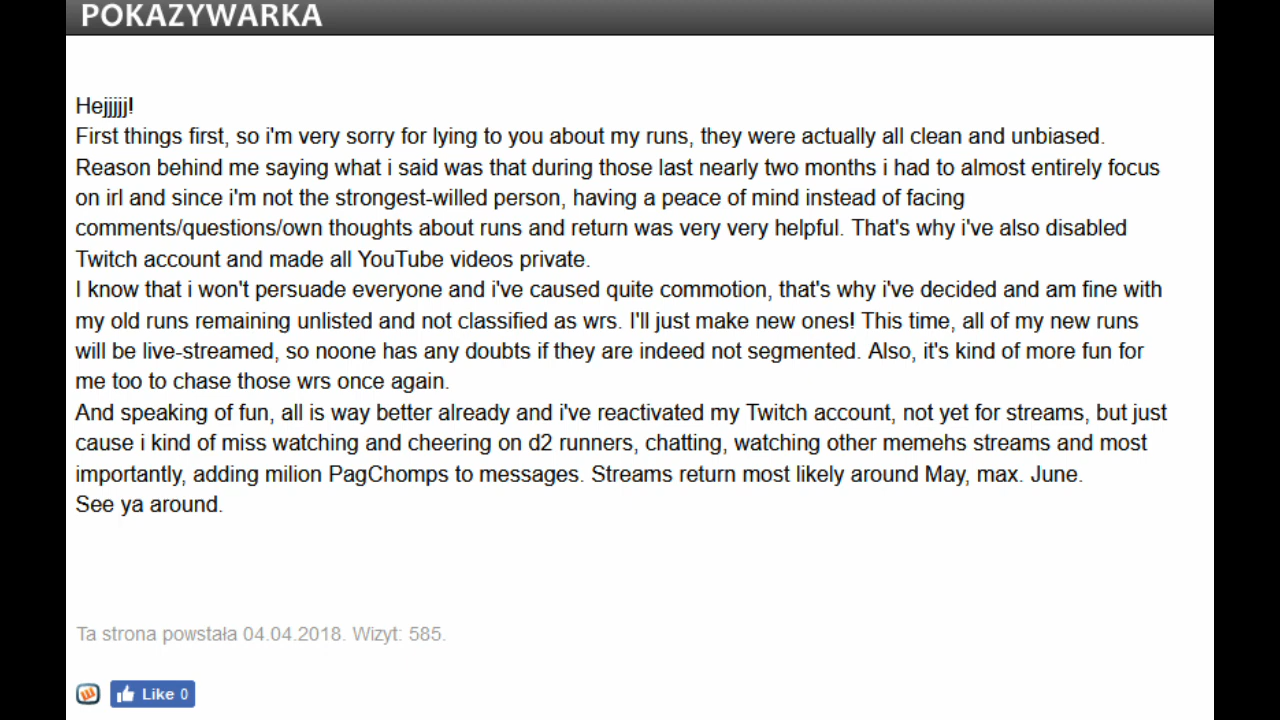 POKAZYWARKA
Hejjjjj!
First things first, so i'm very sorry for lying to you about my runs, they were actually all clean and unbiased.
Reason behind me saying what i said was that during those last nearly two months i had to almost entirely focus
on irl and since i'm not the strongest-willed person, having a peace of mind instead of facing
comments/questions/own thoughts about runs and return was very very helpful. That's why i've also disabled
Twitch account and made all YouTube videos private.
I know that i won't persuade everyone and i've caused quite commotion, that's why i've decided and am fine with
my old runs remaining unlisted and not classified as wrs. I'll just make new ones! This time, all of my new runs
will be live-streamed, so noone has any doubts if they are indeed not segmented. Also, it's kind of more fun for
me too to chase those wrs once again.
And speaking of fun, all is way better already and i've reactivated my Twitch account, not yet for streams, but just
cause i kind of miss watching and cheering on d2 runners, chatting, watching other memehs streams and most
importantly, adding milion PagChomps to messages. Streams return most likely around May, max. June.
See ya around.
Ta strona powstała 04.04.2018. Wizyt: 585.
Like 0